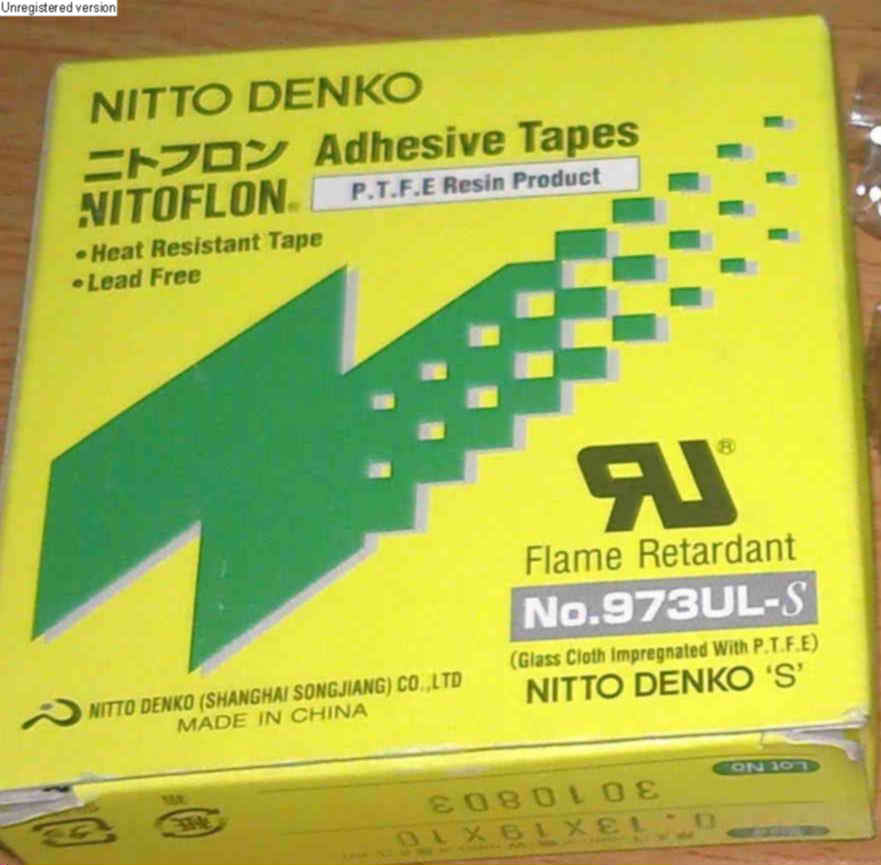 Unregistered version
NITTO DENKO
ニトフロン Adhesive Tapes
NITOFLON® P.T.F.E Resin Product
• Heat Resistant Tape
• Lead Free
RU®
Flame Retardant
No.973UL-S
(Glass Cloth Impregnated With P.T.F.E)
NITTO DENKO 'S'
NITTO DENKO (SHANGHAI SONGJIANG) CO.,LTD
MADE IN CHINA
Lot No
3010803
0.13X19X10